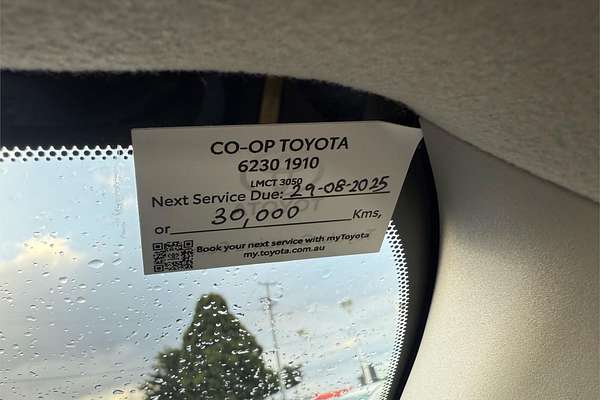 CO-OP TOYOTA
6230 1910
LMCT 3050
Next Service Due: 29-08-2025
or 30,000 Kms,
Book your next service with myToyota
my.toyota.com.au